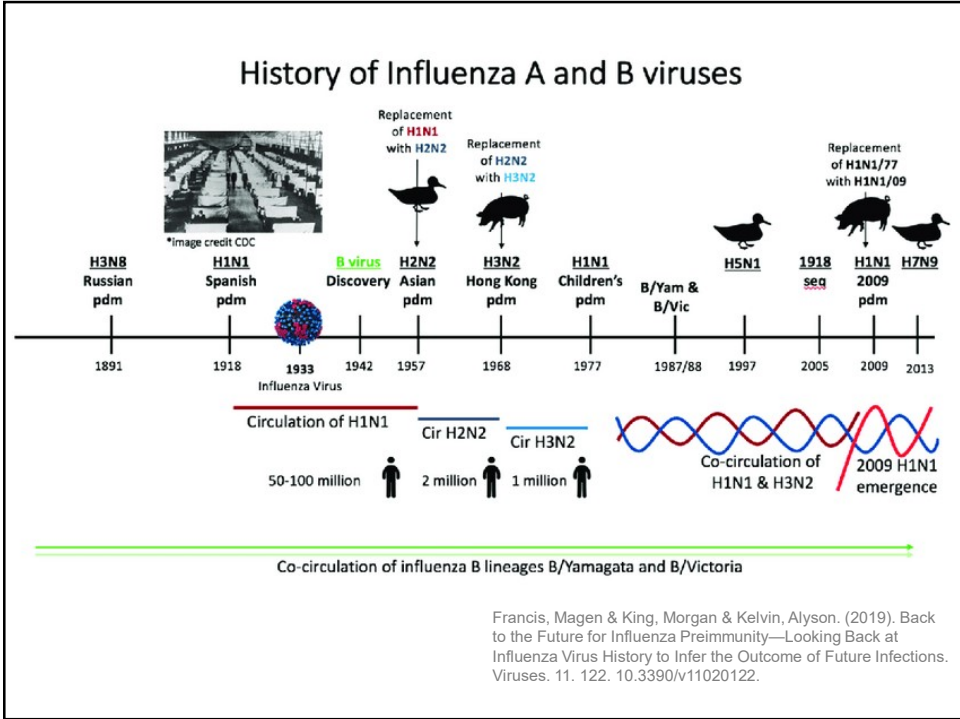 History of Influenza A and B viruses
Replacement
of H1N1
with H2N2
Replacement
of H2N2
with H3N2
Replacement
of H1N1/77
with H1N1/09
*image credit CDC
H3N8
Russian
pdm
H1N1
Spanish
pdm
B virus
Discovery
H2N2
Asian
pdm
H3N2
Hong Kong
pdm
H1N1
Children's
pdm
B/Yam &
B/Vic
H5N1
1918
seq
H1N1
2009
pdm
H7N9
1891
1918
1933
Influenza Virus
1942
1957
1968
1977
1987/88
1997
2005
2009
2013
Circulation of H1N1
Cir H2N2
Cir H3N2
50-100 million
2 million
1 million
Co-circulation of
H1N1 & H3N2
2009 H1N1
emergence
Co-circulation of influenza B lineages B/Yamagata and B/Victoria
Francis, Magen & King, Morgan & Kelvin, Alyson. (2019). Back
to the Future for Influenza Preimmunity—Looking Back at
Influenza Virus History to Infer the Outcome of Future Infections.
Viruses. 11. 122. 10.3390/v11020122.